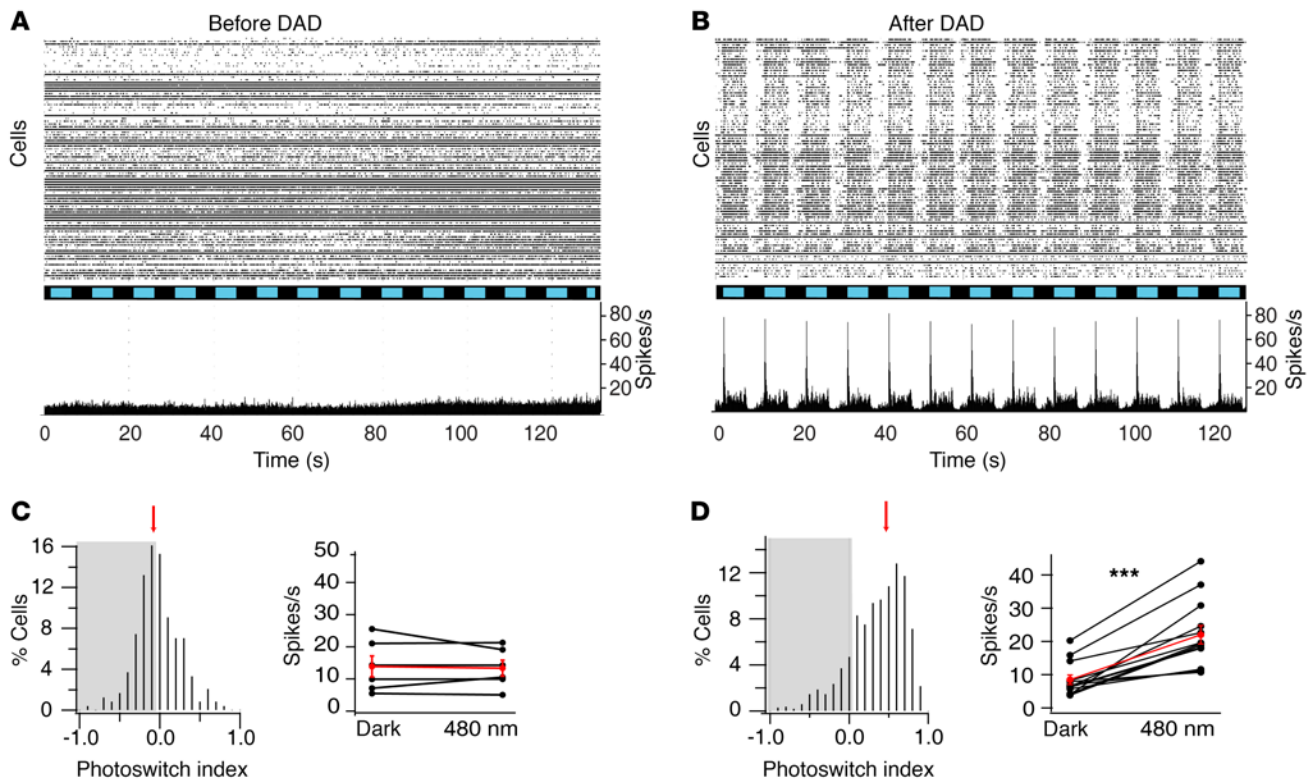 A
Before DAD
B
After DAD
Cells
Cells
80
60
40
20
Spikes/s
80
60
40
20
Spikes/s
0 20 40 60 80 100 120
Time (s)
0 20 40 60 80 100 120
Time (s)
C
16
12
8
4
0
% Cells
-1.0 0.0 1.0
Photoswitch index
50
40
30
20
10
0
Spikes/s
Dark 480 nm
D
12
8
4
0
% Cells
-1.0 0.0 1.0
Photoswitch index
***
40
30
20
10
0
Spikes/s
Dark 480 nm